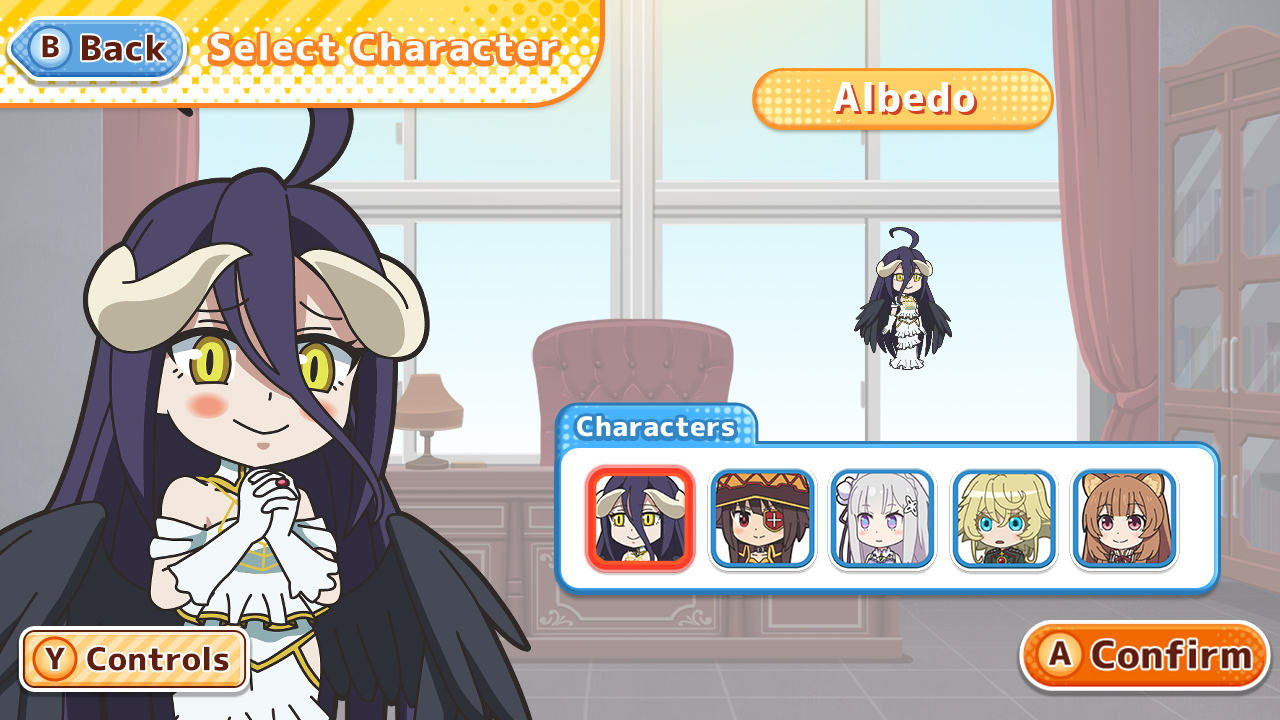 B Back
Select Character
Albedo
Characters
Y Controls
A Confirm